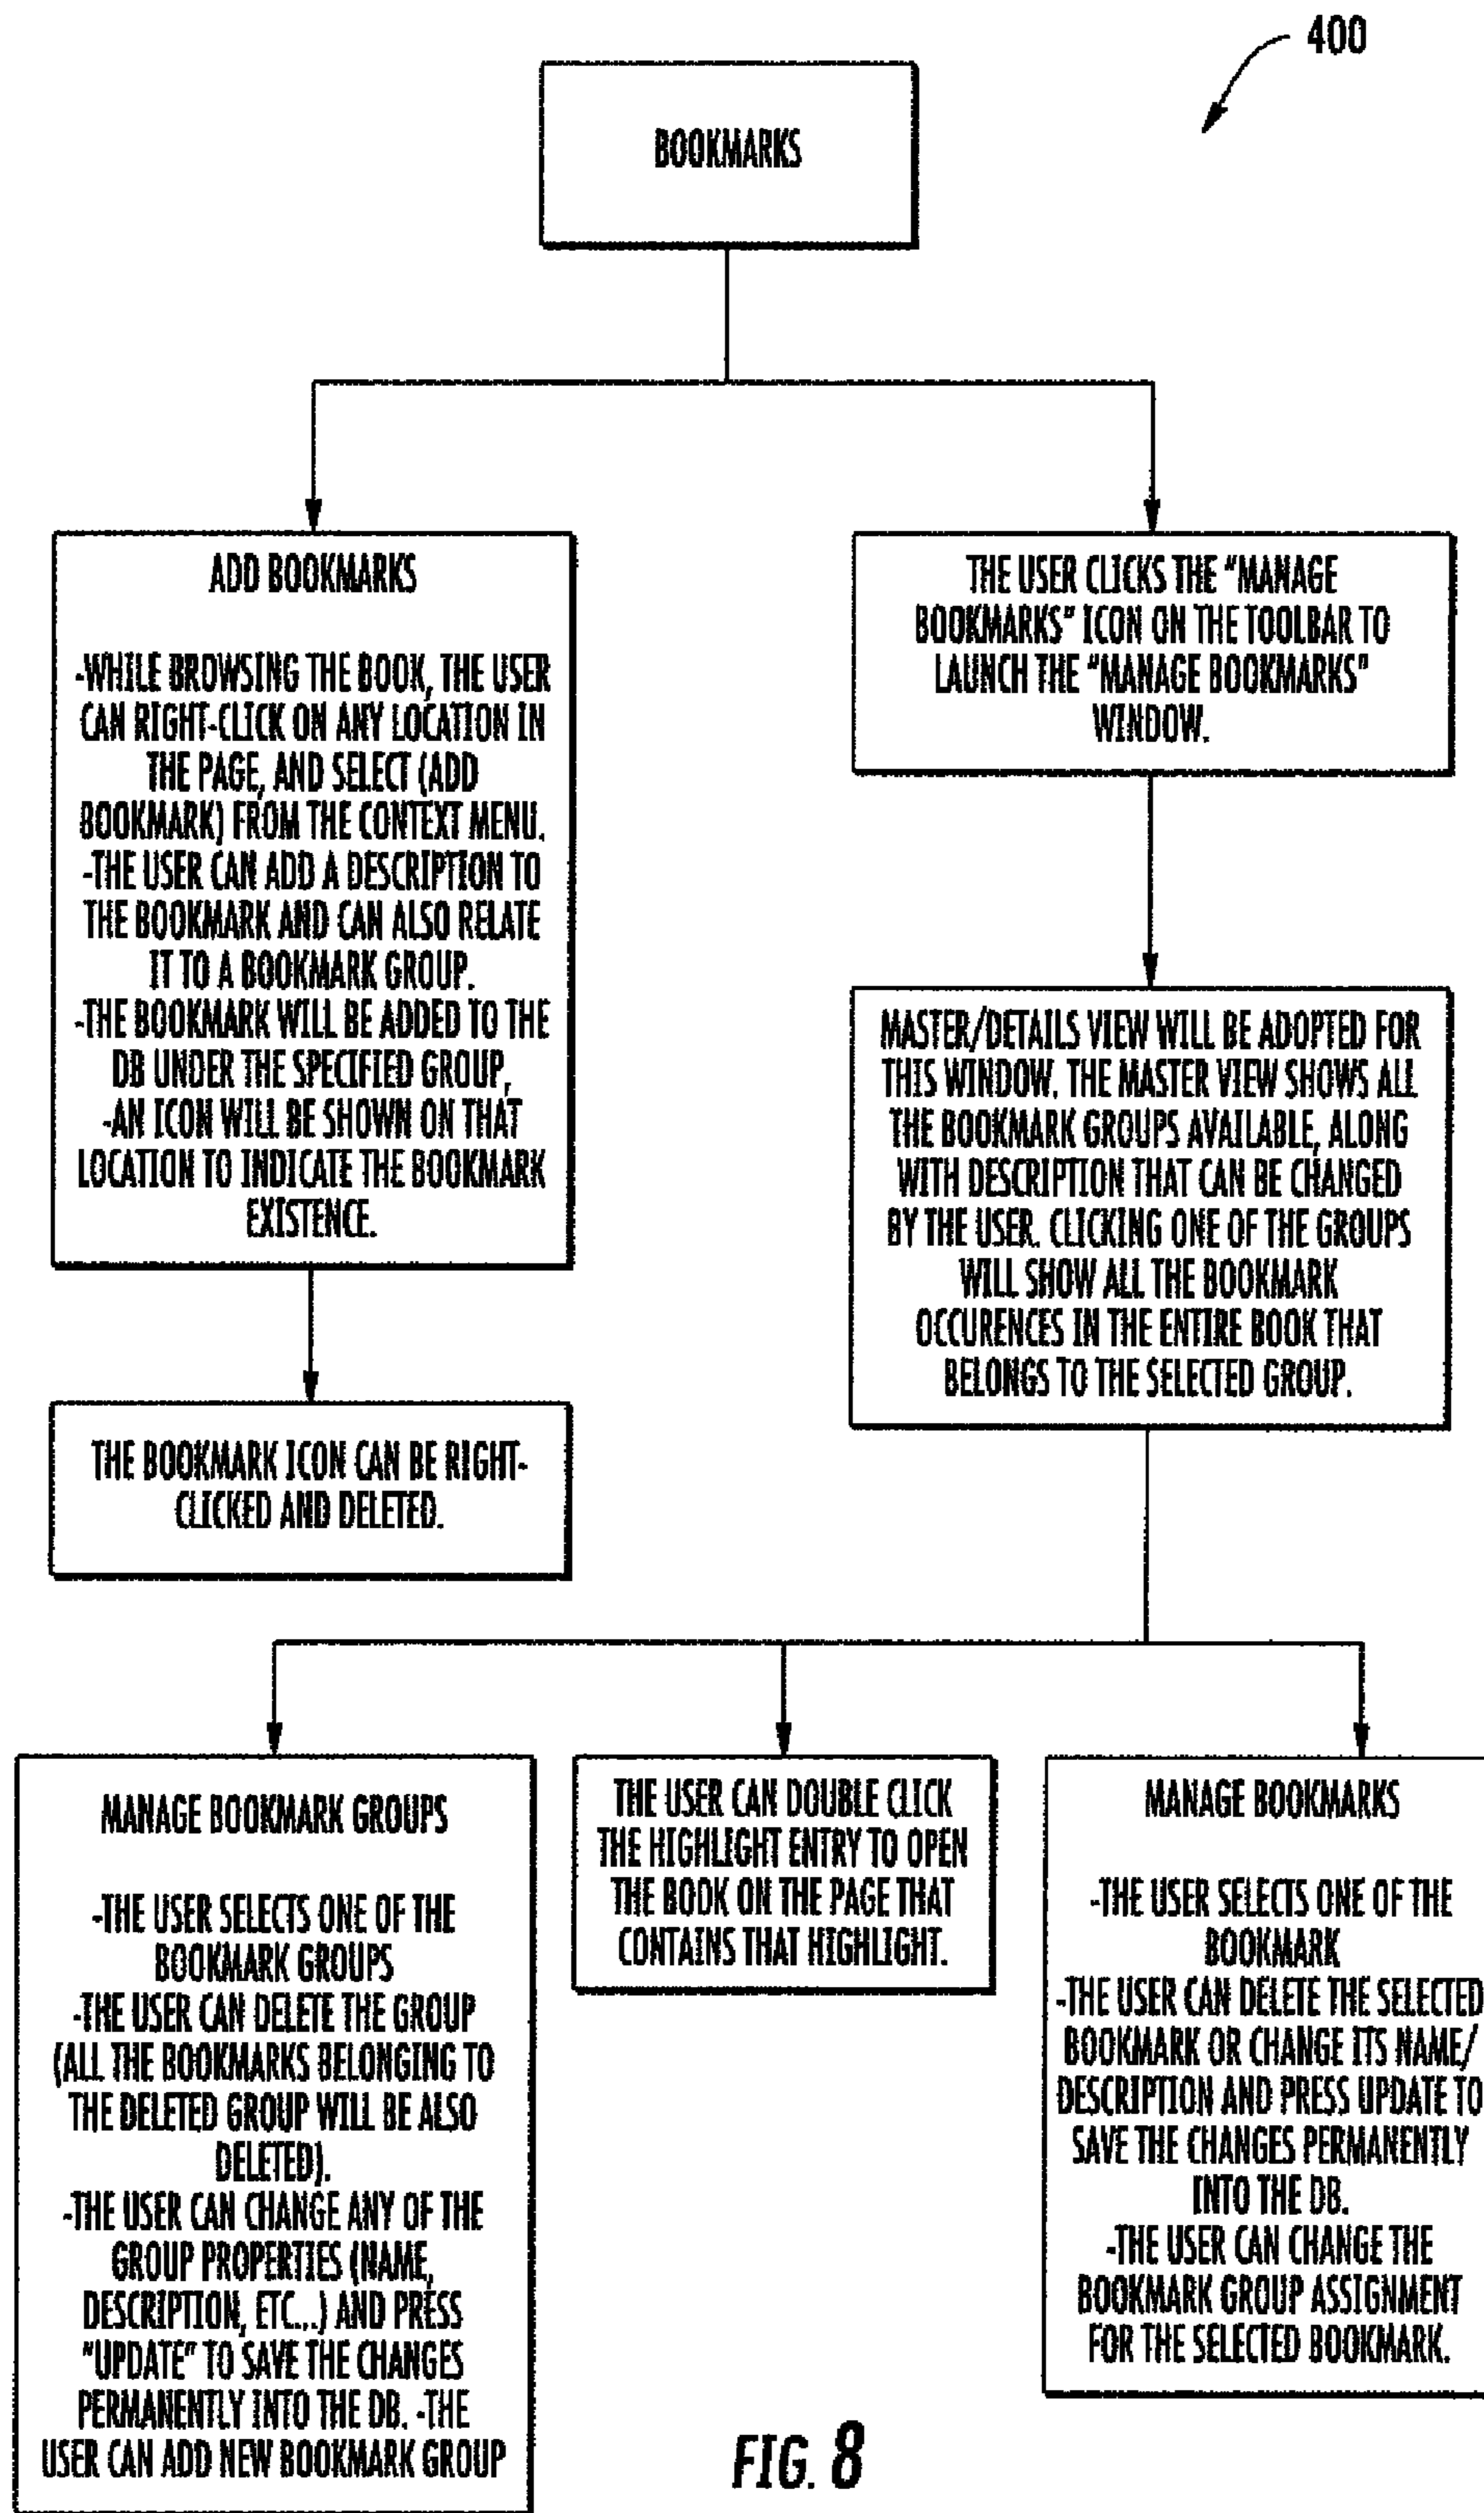 400
BOOKMARKS
ADD BOOKMARKS
-WHILE BROWSING THE BOOK, THE USER
CAN RIGHT-CLICK ON ANY LOCATION IN
THE PAGE, AND SELECT (ADD
BOOKMARK) FROM THE CONTEXT MENU.
-THE USER CAN ADD A DESCRIPTION TO
THE BOOKMARK AND CAN ALSO RELATE
IT TO A BOOKMARK GROUP.
-THE BOOKMARK WILL BE ADDED TO THE
DB UNDER THE SPECIFIED GROUP,
-AN ICON WILL BE SHOWN ON THAT
LOCATION TO INDICATE THE BOOKMARK
EXISTENCE.
THE BOOKMARK ICON CAN BE RIGHT-
CLICKED AND DELETED.
THE USER CLICKS THE "MANAGE
BOOKMARKS" ICON ON THE TOOLBAR TO
LAUNCH THE "MANAGE BOOKMARKS"
WINDOW.
MASTER/DETAILS VIEW WILL BE ADOPTED FOR
THIS WINDOW. THE MASTER VIEW SHOWS ALL
THE BOOKMARK GROUPS AVAILABLE, ALONG
WITH DESCRIPTION THAT CAN BE CHANGED
BY THE USER. CLICKING ONE OF THE GROUPS
WILL SHOW ALL THE BOOKMARK
OCCURENCES IN THE ENTIRE BOOK THAT
BELONGS TO THE SELECTED GROUP.
MANAGE BOOKMARK GROUPS
-THE USER SELECTS ONE OF THE
BOOKMARK GROUPS
-THE USER CAN DELETE THE GROUP
(ALL THE BOOKMARKS BELONGING TO
THE DELETED GROUP WILL BE ALSO
DELETED).
-THE USER CAN CHANGE ANY OF THE
GROUP PROPERTIES (NAME,
DESCRIPTION, ETC...) AND PRESS
"UPDATE" TO SAVE THE CHANGES
PERMANENTLY INTO THE DB. -THE
USER CAN ADD NEW BOOKMARK GROUP
THE USER CAN DOUBLE CLICK
THE HIGHLIGHT ENTRY TO OPEN
THE BOOK ON THE PAGE THAT
CONTAINS THAT HIGHLIGHT.
MANAGE BOOKMARKS
-THE USER SELECTS ONE OF THE
BOOKMARK
-THE USER CAN DELETE THE SELECTED
BOOKMARK OR CHANGE ITS NAME/
DESCRIPTION AND PRESS UPDATE TO
SAVE THE CHANGES PERMANENTLY
INTO THE DB.
-THE USER CAN CHANGE THE
BOOKMARK GROUP ASSIGNMENT
FOR THE SELECTED BOOKMARK.
FIG. 8